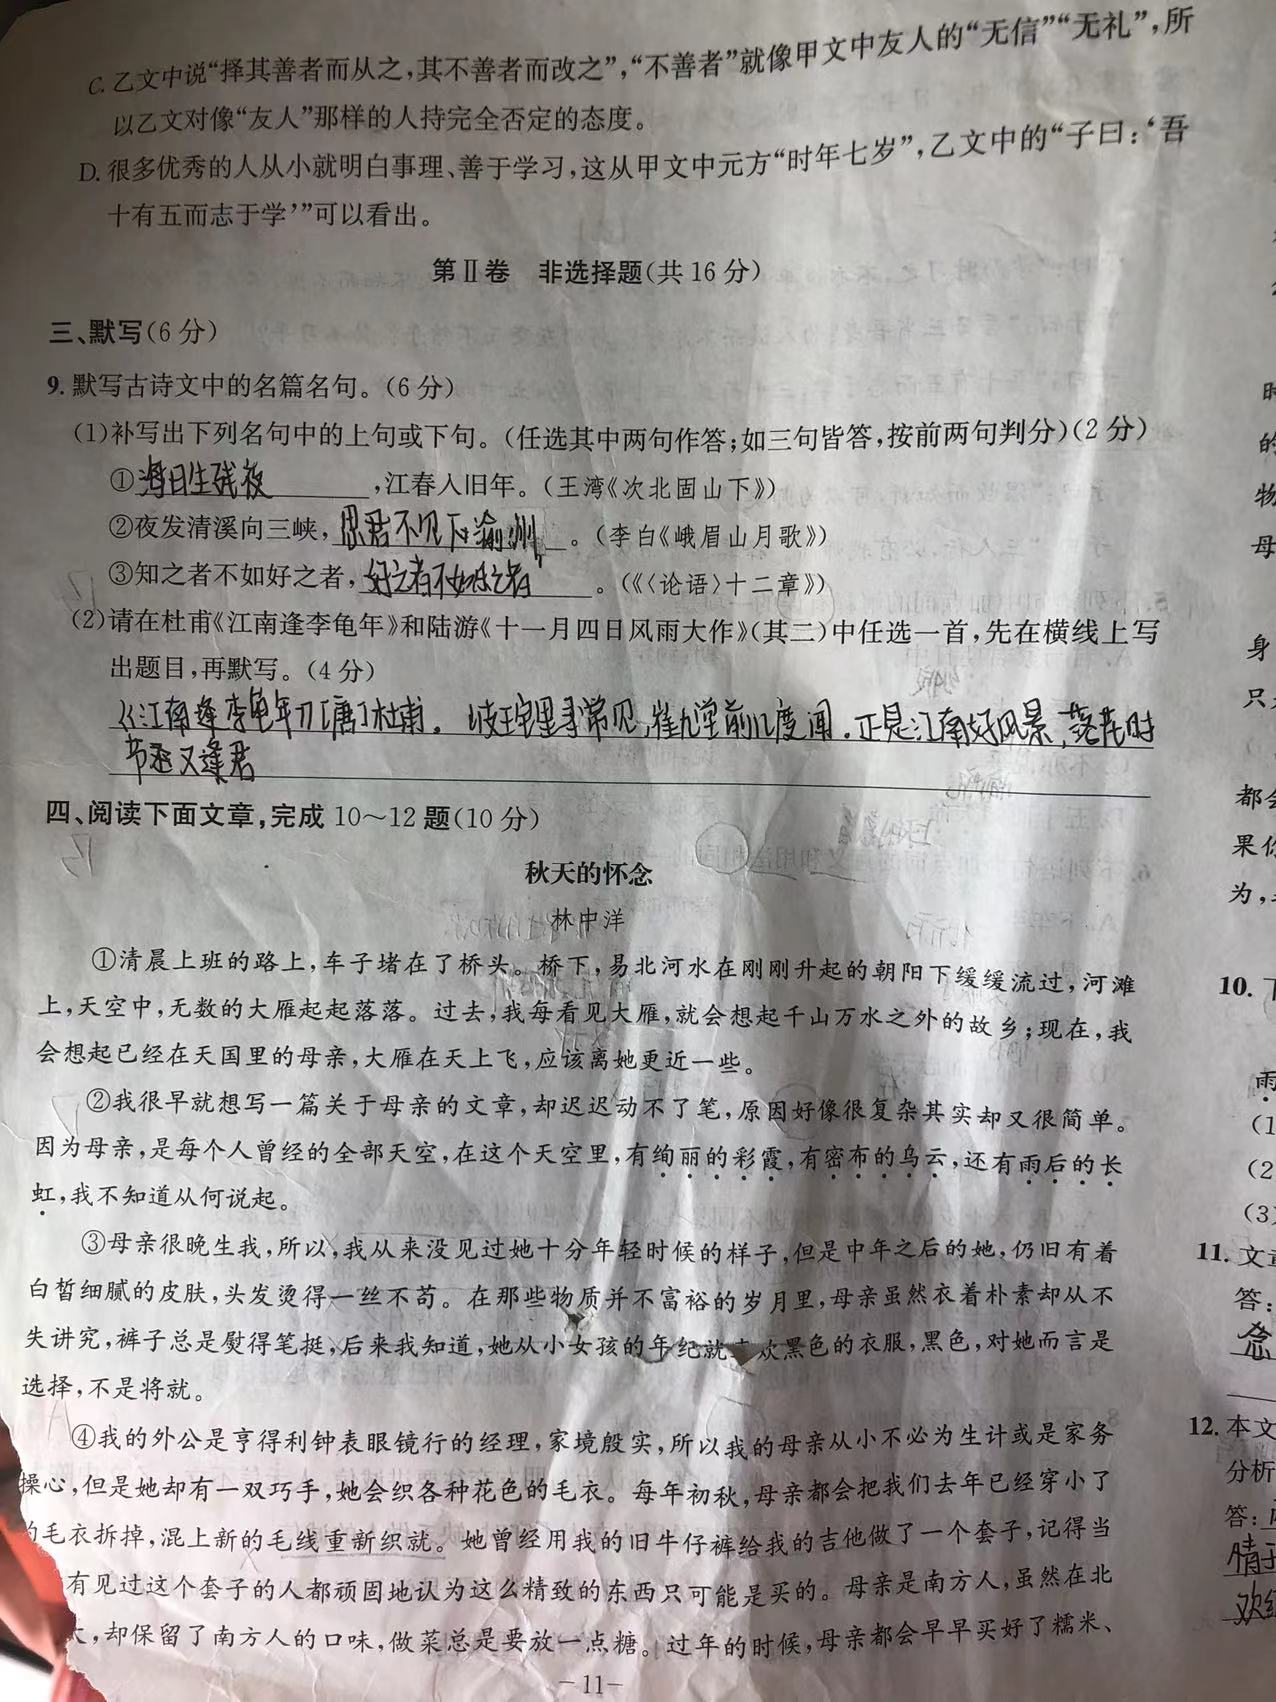 C.乙文中说“择其善者而从之,其不善者而改之”,“不善者”就像甲文中友人的“无信”“无礼”,所
以乙文对像“友人”那样的人持完全否定的态度。
D.很多优秀的人从小就明白事理、善于学习,这从甲文中元方“时年七岁”,乙文中的“子曰:‘吾
十有五而志于学’”可以看出。
第Ⅱ卷 非选择题(共16分)
三、默写(6分)
9.默写古诗文中的名篇名句。(6分)
(1)补写出下列名句中的上句或下句。(任选其中两句作答;如三句皆答,按前两句判分)(2分)
①海日生残夜,江春入旧年。(王湾《次北固山下》)
②夜发清溪向三峡,思君不见下渝州。(李白《峨眉山月歌》)
③知之者不如好之者,好之者不如乐之者。(《〈论语〉十二章》)
(2)请在杜甫《江南逢李龟年》和陆游《十一月四日风雨大作》(其二)中任选一首,先在横线上写
出题目,再默写。(4分)
《江南逢李龟年》[唐]杜甫。岐王宅里寻常见,崔九堂前几度闻。正是江南好风景,落花时
节又逢君
四、阅读下面文章,完成10~12题(10分)
秋天的怀念
林中洋
①清晨上班的路上,车子堵在了桥头。桥下,易北河水在刚刚升起的朝阳下缓缓流过,河滩
上,天空中,无数的大雁起起落落。过去,我每看见大雁,就会想起千山万水之外的故乡;现在,我
会想起已经在天国里的母亲,大雁在天上飞,应该离她更近一些。
②我很早就想写一篇关于母亲的文章,却迟迟动不了笔,原因好像很复杂其实却又很简单。
因为母亲,是每个人曾经的全部天空,在这个天空里,有绚丽的彩霞,有密布的乌云,还有雨后的长
虹,我不知道从何说起。
③母亲很晚生我,所以,我从来没见过她十分年轻时候的样子,但是中年之后的她,仍旧有着
白皙细腻的皮肤,头发烫得一丝不苟。在那些物质并不富裕的岁月里,母亲虽然衣着朴素却从不
失讲究,裤子总是熨得笔挺,后来我知道,她从小女孩的年纪就欢黑色的衣服,黑色,对她而言是
选择,不是将就。
④我的外公是亨得利钟表眼镜行的经理,家境殷实,所以我的母亲从小不必为生计或是家务
操心,但是她却有一双巧手,她会织各种花色的毛衣。每年初秋,母亲都会把我们去年已经穿小了
的毛衣拆掉,混上新的毛线重新织就。她曾经用我的旧牛仔裤给我的吉他做了一个套子,记得当
有见过这个套子的人都顽固地认为这么精致的东西只可能是买的。母亲是南方人,虽然在北
,却保留了南方人的口味,做菜总是要放一点糖。过年的时候,母亲都会早早买好了糯米、
-11-
身
只
都会
果你
为,
10.
雨
(1
(2
(3)
11.文章
答:
念
12.本文
分析
答:
情
欢